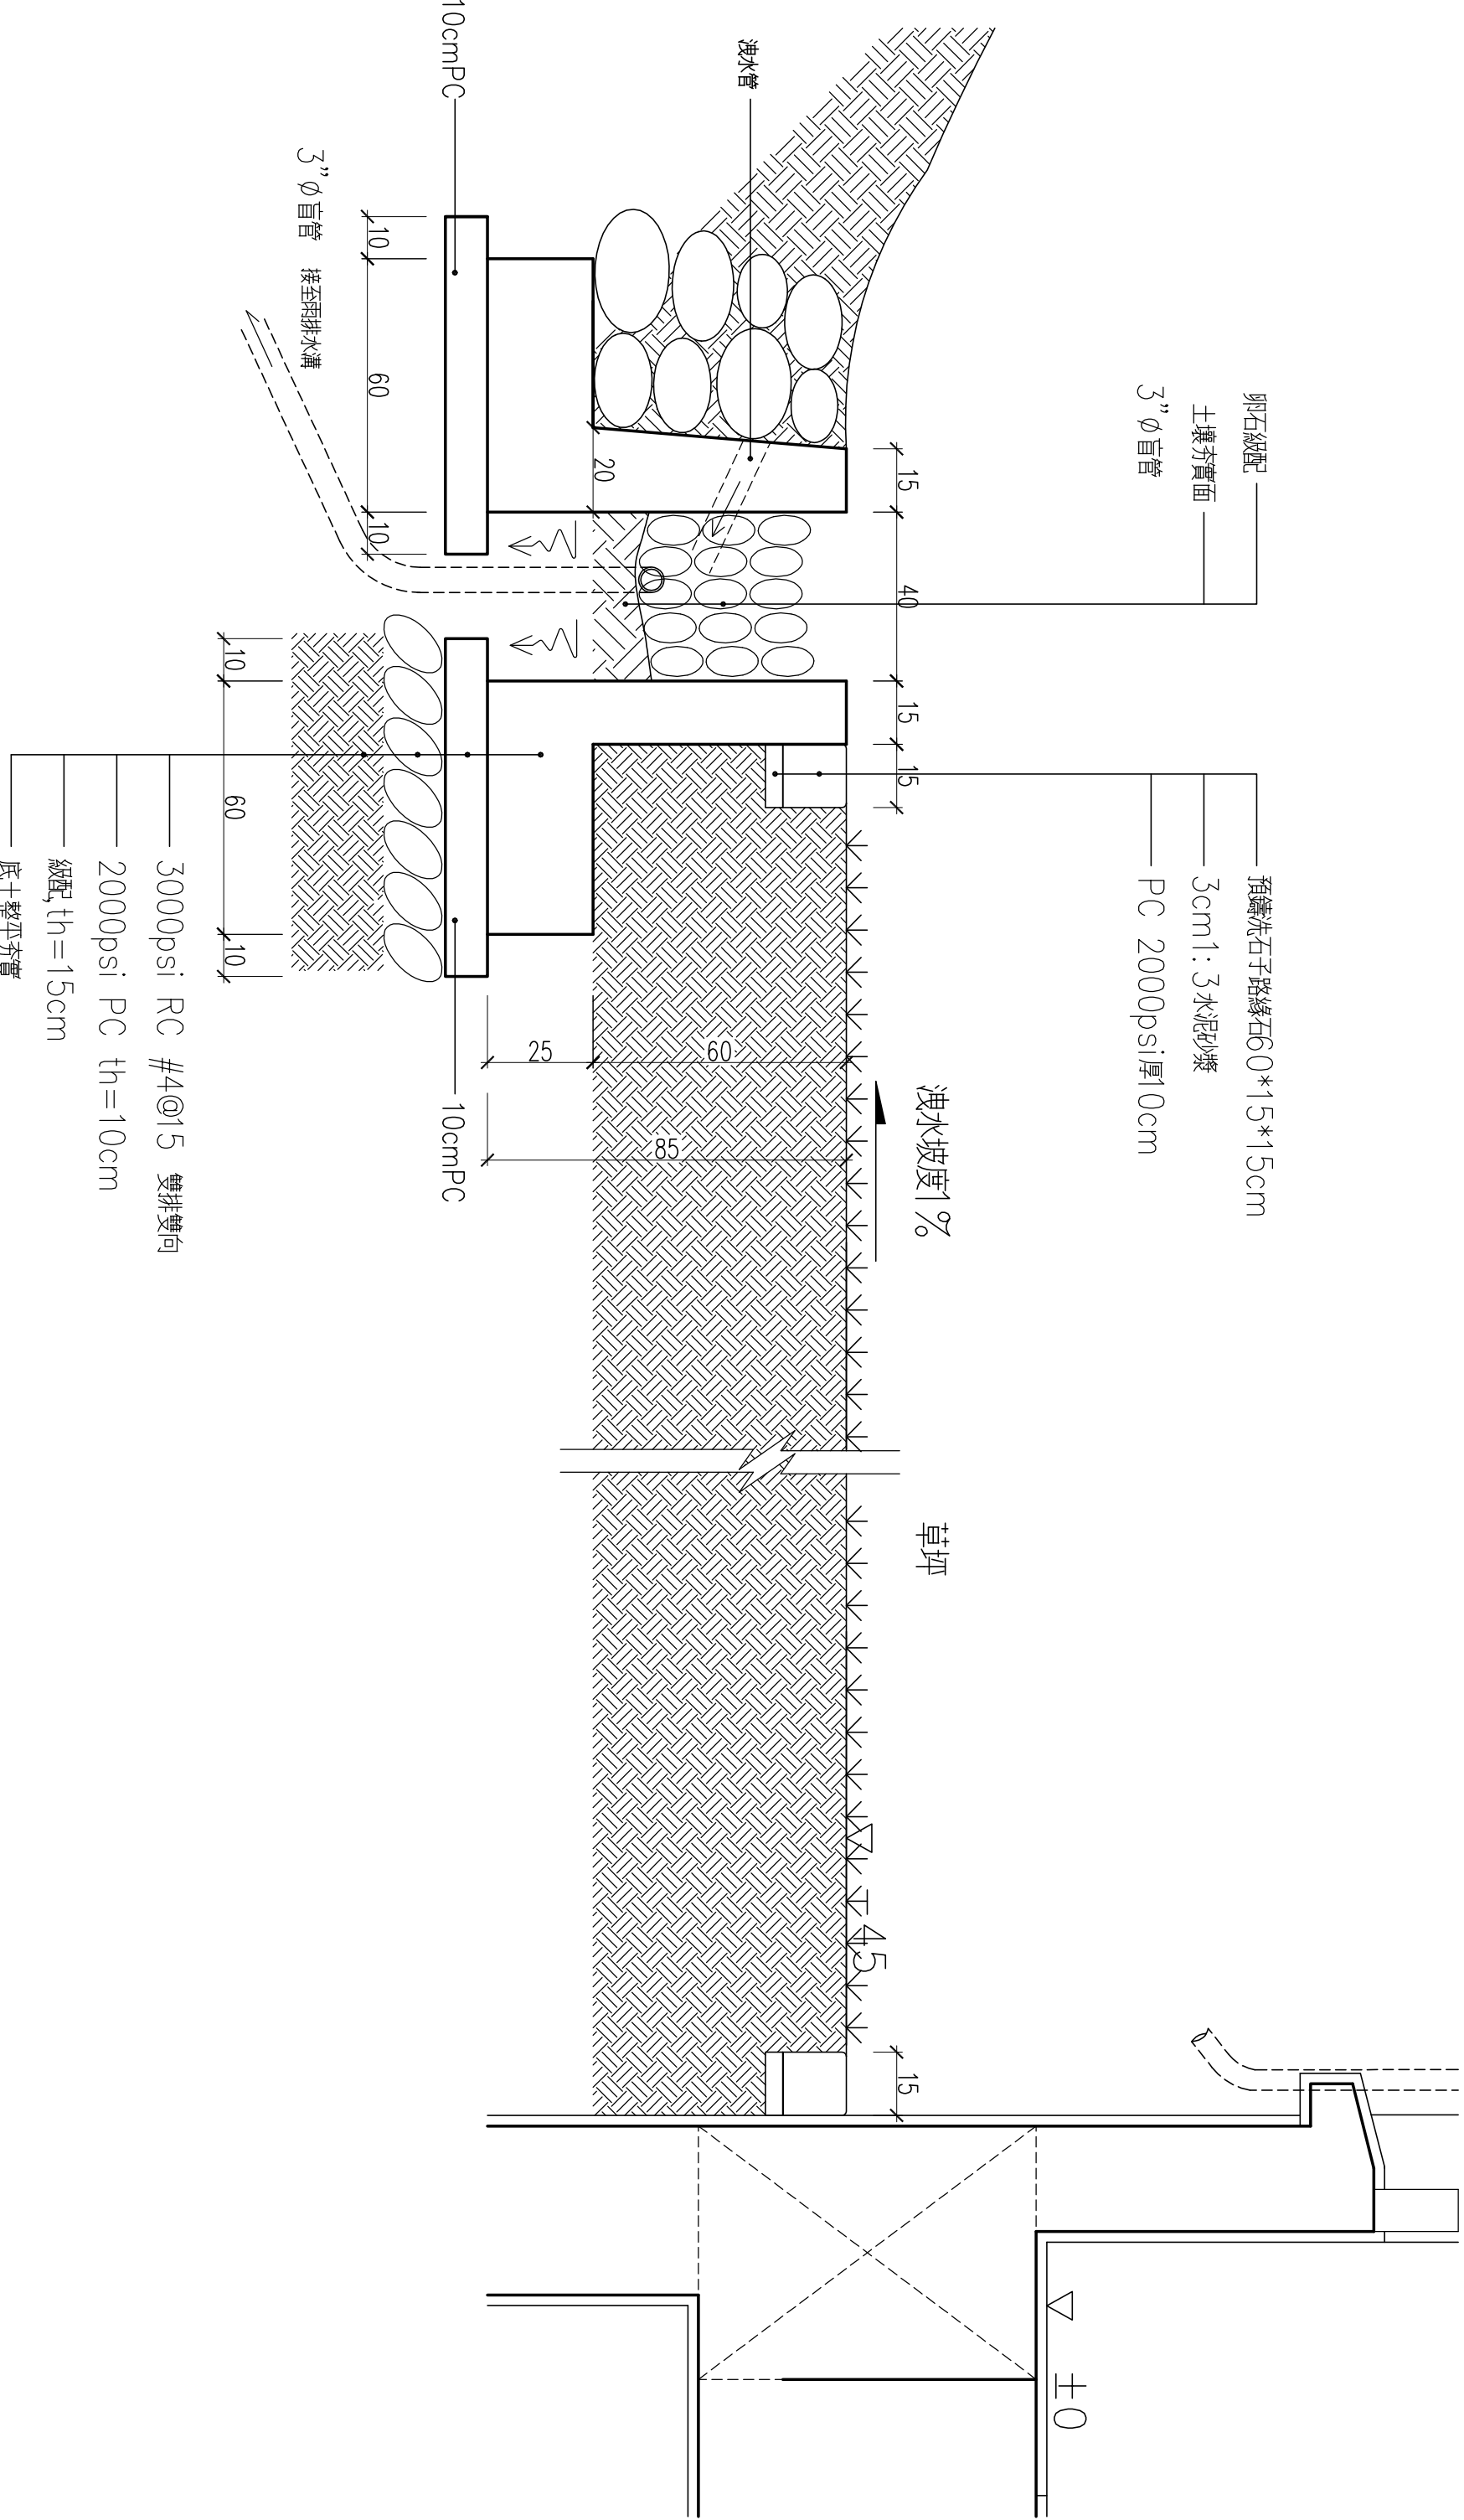 卵石級配
土壤夯實面
3"φ盲管
預鑄洗石子路緣石60*15*15cm
3cm1:3水泥砂漿
PC 2000psi厚10cm
洩水坡度1%
草坪
-45
±0
洩水管
15
40
15
15
15
20
25
60
85
10cmPC
10cmPC
10
60
10
3"φ盲管 接至雨排水溝
10
60
10
3000psi RC #4@15 雙排雙向
2000psi PC th=10cm
級配,th=15cm
底土整平夯實